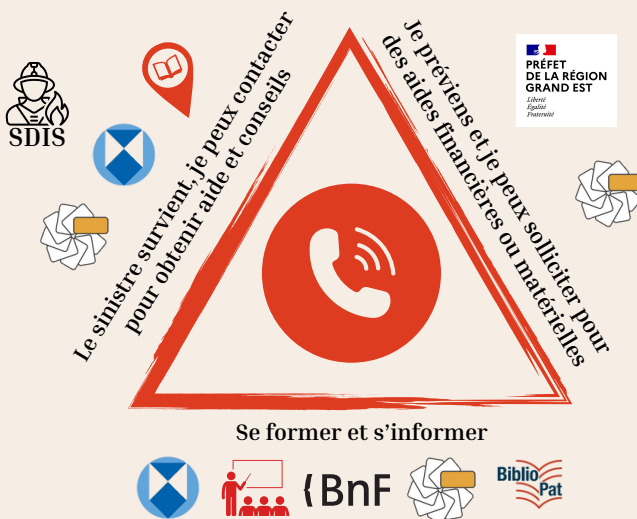 SDIS
Le sinistre survient, je peux contacter
pour obtenir aide et conseils
Je préviens et je peux solliciter pour
des aides financières ou matérielles
PRÉFET
DE LA RÉGION
GRAND EST
Liberté
Égalité
Fraternité
Se former et s’informer
BnF
Biblio
Pat